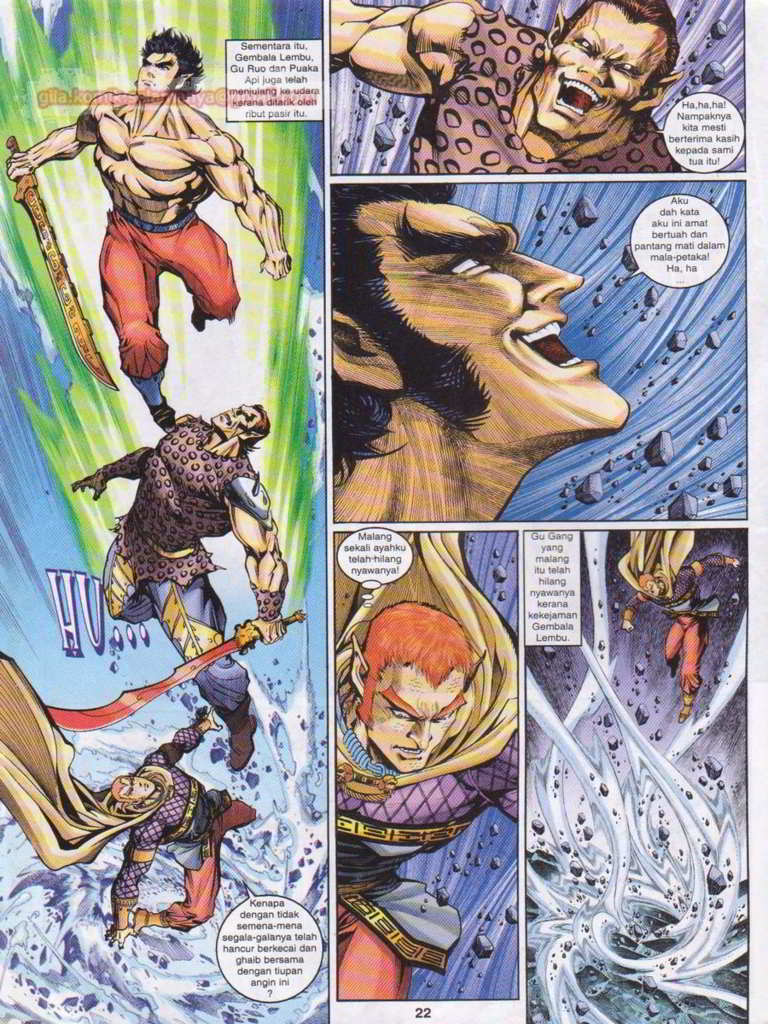 Sementara itu,
Gembala Lembu,
Gu Ruo dan Puaka
Api juga telah
menjulang ke udara
kerana ditarik oleh
ribut pasir itu.
Ha,ha,ha!
Nampaknya
kita mesti
berterima kasih
kepada sami
tua itu!
Aku
dah kata
aku ini amat
bertuah dan
pantang mati dalam
mala-petaka!
Ha, ha
...
HU...
Kenapa
dengan tidak
semena-mena
segala-galanya telah
hancur berkecai dan
ghaib bersama
dengan tiupan
angin ini
?
Malang
sekali ayahku
telah-hilang
nyawanya!
Gu Gang
yang
malang
itu telah
hilang
nyawanya
kerana
kekejaman
Gembala
Lembu.
22